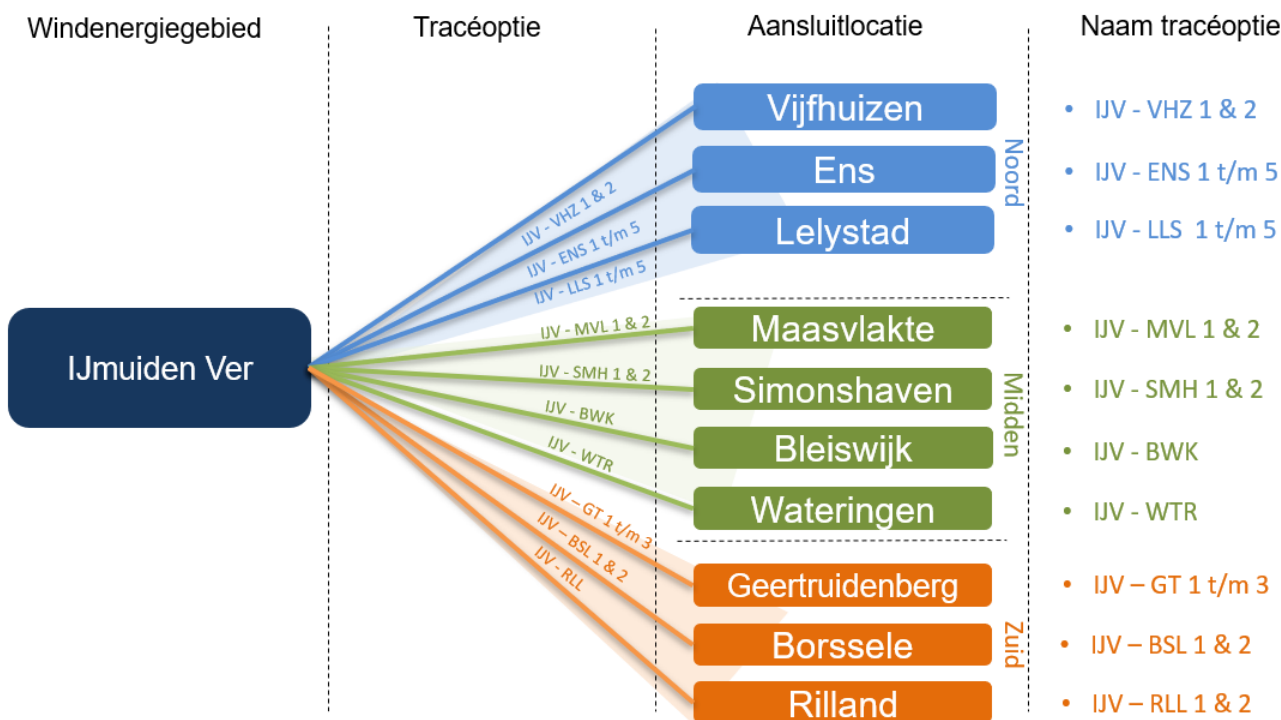 Windenergiegebied
Tracéoptie
Aansluitlocatie
Naam tracéoptie
IJmuiden Ver
IJV - VHZ 1 & 2
IJV - ENS 1 t/m 5
IJV - LLS 1 t/m 5
IJV - MVL 1 & 2
IJV - SMH 1 & 2
IJV - BWK
IJV - WTR
IJV – GT 1 t/m 3
IJV – BSL 1 & 2
IJV - RLL
Vijfhuizen
Ens
Lelystad
Noord
Maasvlakte
Simonshaven
Bleiswijk
Wateringen
Midden
Geertruidenberg
Borssele
Rilland
Zuid
• IJV - VHZ 1 & 2
• IJV - ENS 1 t/m 5
• IJV - LLS 1 t/m 5
• IJV - MVL 1 & 2
• IJV - SMH 1 & 2
• IJV - BWK
• IJV - WTR
• IJV – GT 1 t/m 3
• IJV – BSL 1 & 2
• IJV – RLL 1 & 2